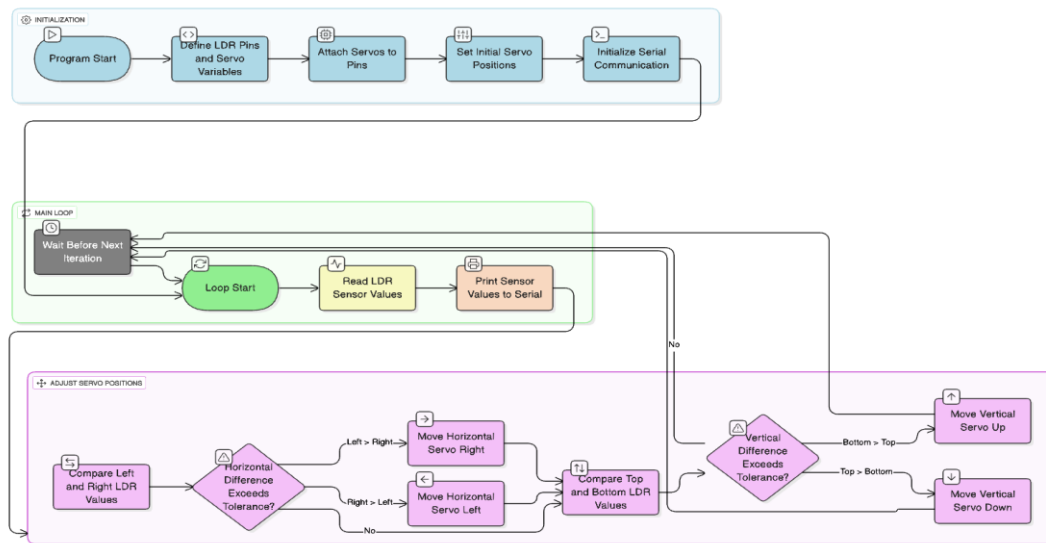 INITIALIZATION
Program Start
Define LDR Pins
and Servo
Variables
Attach Servos to
Pins
Set Initial Servo
Positions
Initialize Serial
Communication
MAIN LOOP
Wait Before Next
Iteration
Loop Start
Read LDR
Sensor Values
Print Sensor
Values to Serial
No
ADJUST SERVO POSITIONS
Compare Left
and Right LDR
Values
Horizontal
Difference
Exceeds
Tolerance?
Left > Right
Move Horizontal
Servo Right
Right > Left
Move Horizontal
Servo Left
No
Compare Top
and Bottom LDR
Values
Vertical
Difference
Exceeds
Tolerance?
Bottom > Top
Move Vertical
Servo Up
Top > Bottom
Move Vertical
Servo Down